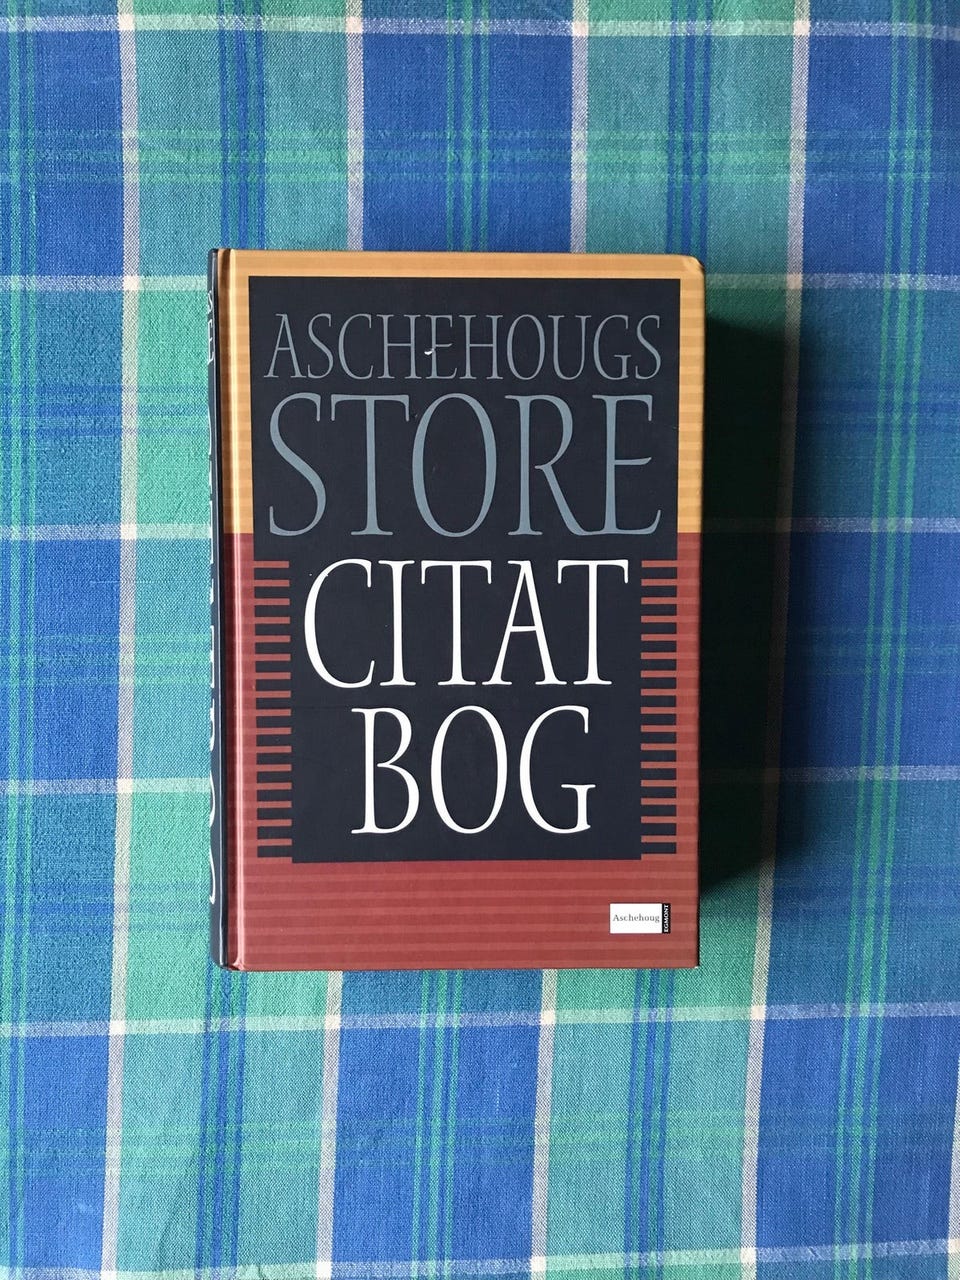 ASCHEHOUGS
STORE
CITAT
BOG
Aschehoug
EGMONT